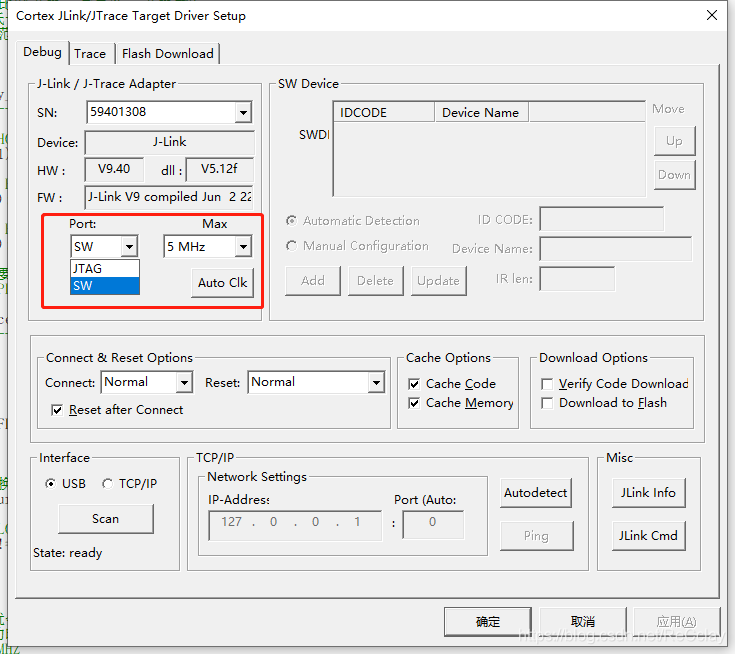 Cortex JLink/JTrace Target Driver Setup
Debug Trace Flash Download
J-Link / J-Trace Adapter
SN: 59401308
Device: J-Link
HW : V9.40 dll : V5.12f
FW : J-Link V9 compiled Jun 2 22
Port: Max
SW 5 MHz
JTAG
SW
Auto Clk
SW Device
IDCODE Device Name
SWDI
Move
Up
Down
Automatic Detection
Manual Configuration
ID CODE:
Device Name:
Add Delete Update IR len:
Connect & Reset Options
Connect: Normal Reset: Normal
Reset after Connect
Cache Options
Cache Code
Cache Memory
Download Options
Verify Code Download
Download to Flash
Interface
USB TCP/IP
Scan
State: ready
TCP/IP
Network Settings
IP-Address Port (Auto:
127 . 0 . 0 . 1 : 0
Autodetect
Ping
Misc
JLink Info
JLink Cmd
确定 取消 应用(A)